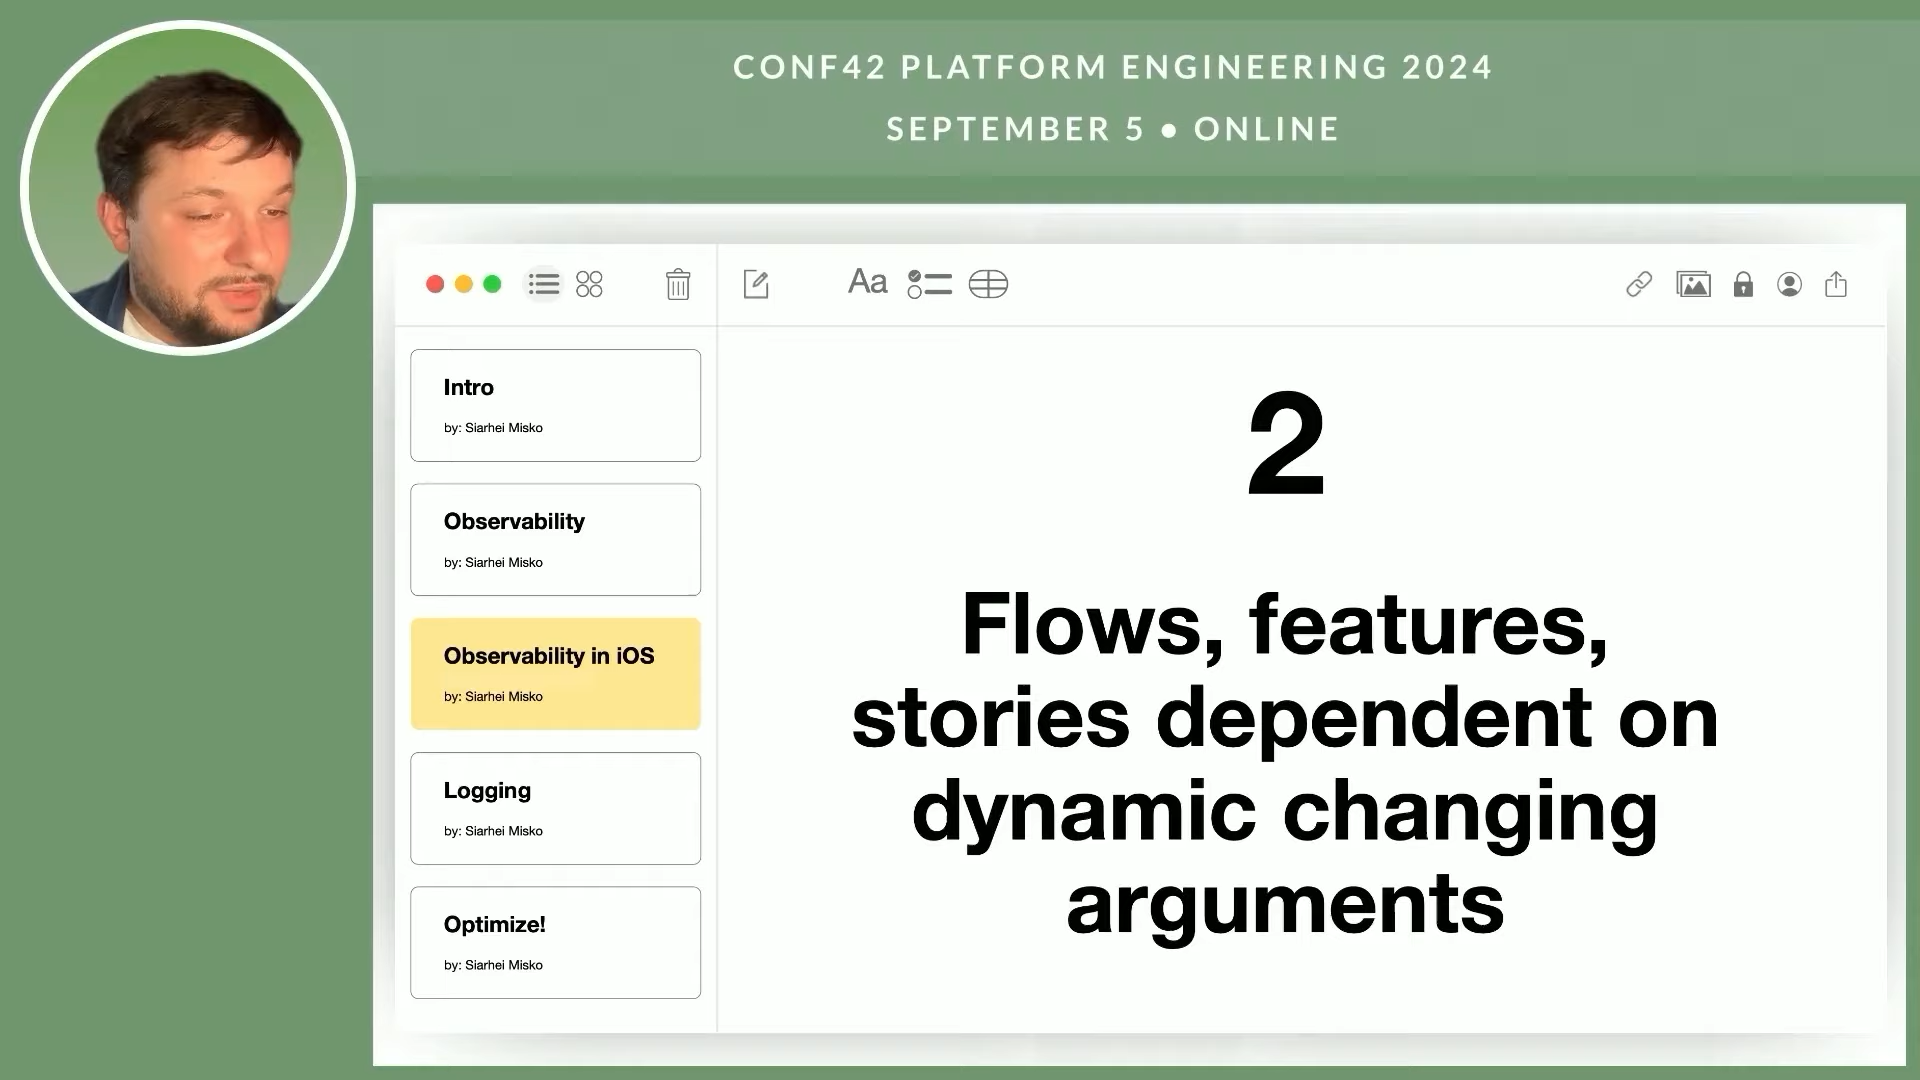 CONF42 PLATFORM ENGINEERING 2024
SEPTEMBER 5 • ONLINE
Aa
Intro
by: Siarhei Misko
Observability
by: Siarhei Misko
Observability in iOS
by: Siarhei Misko
Logging
by: Siarhei Misko
Optimize!
by: Siarhei Misko
2
Flows, features,
stories dependent on
dynamic changing
arguments